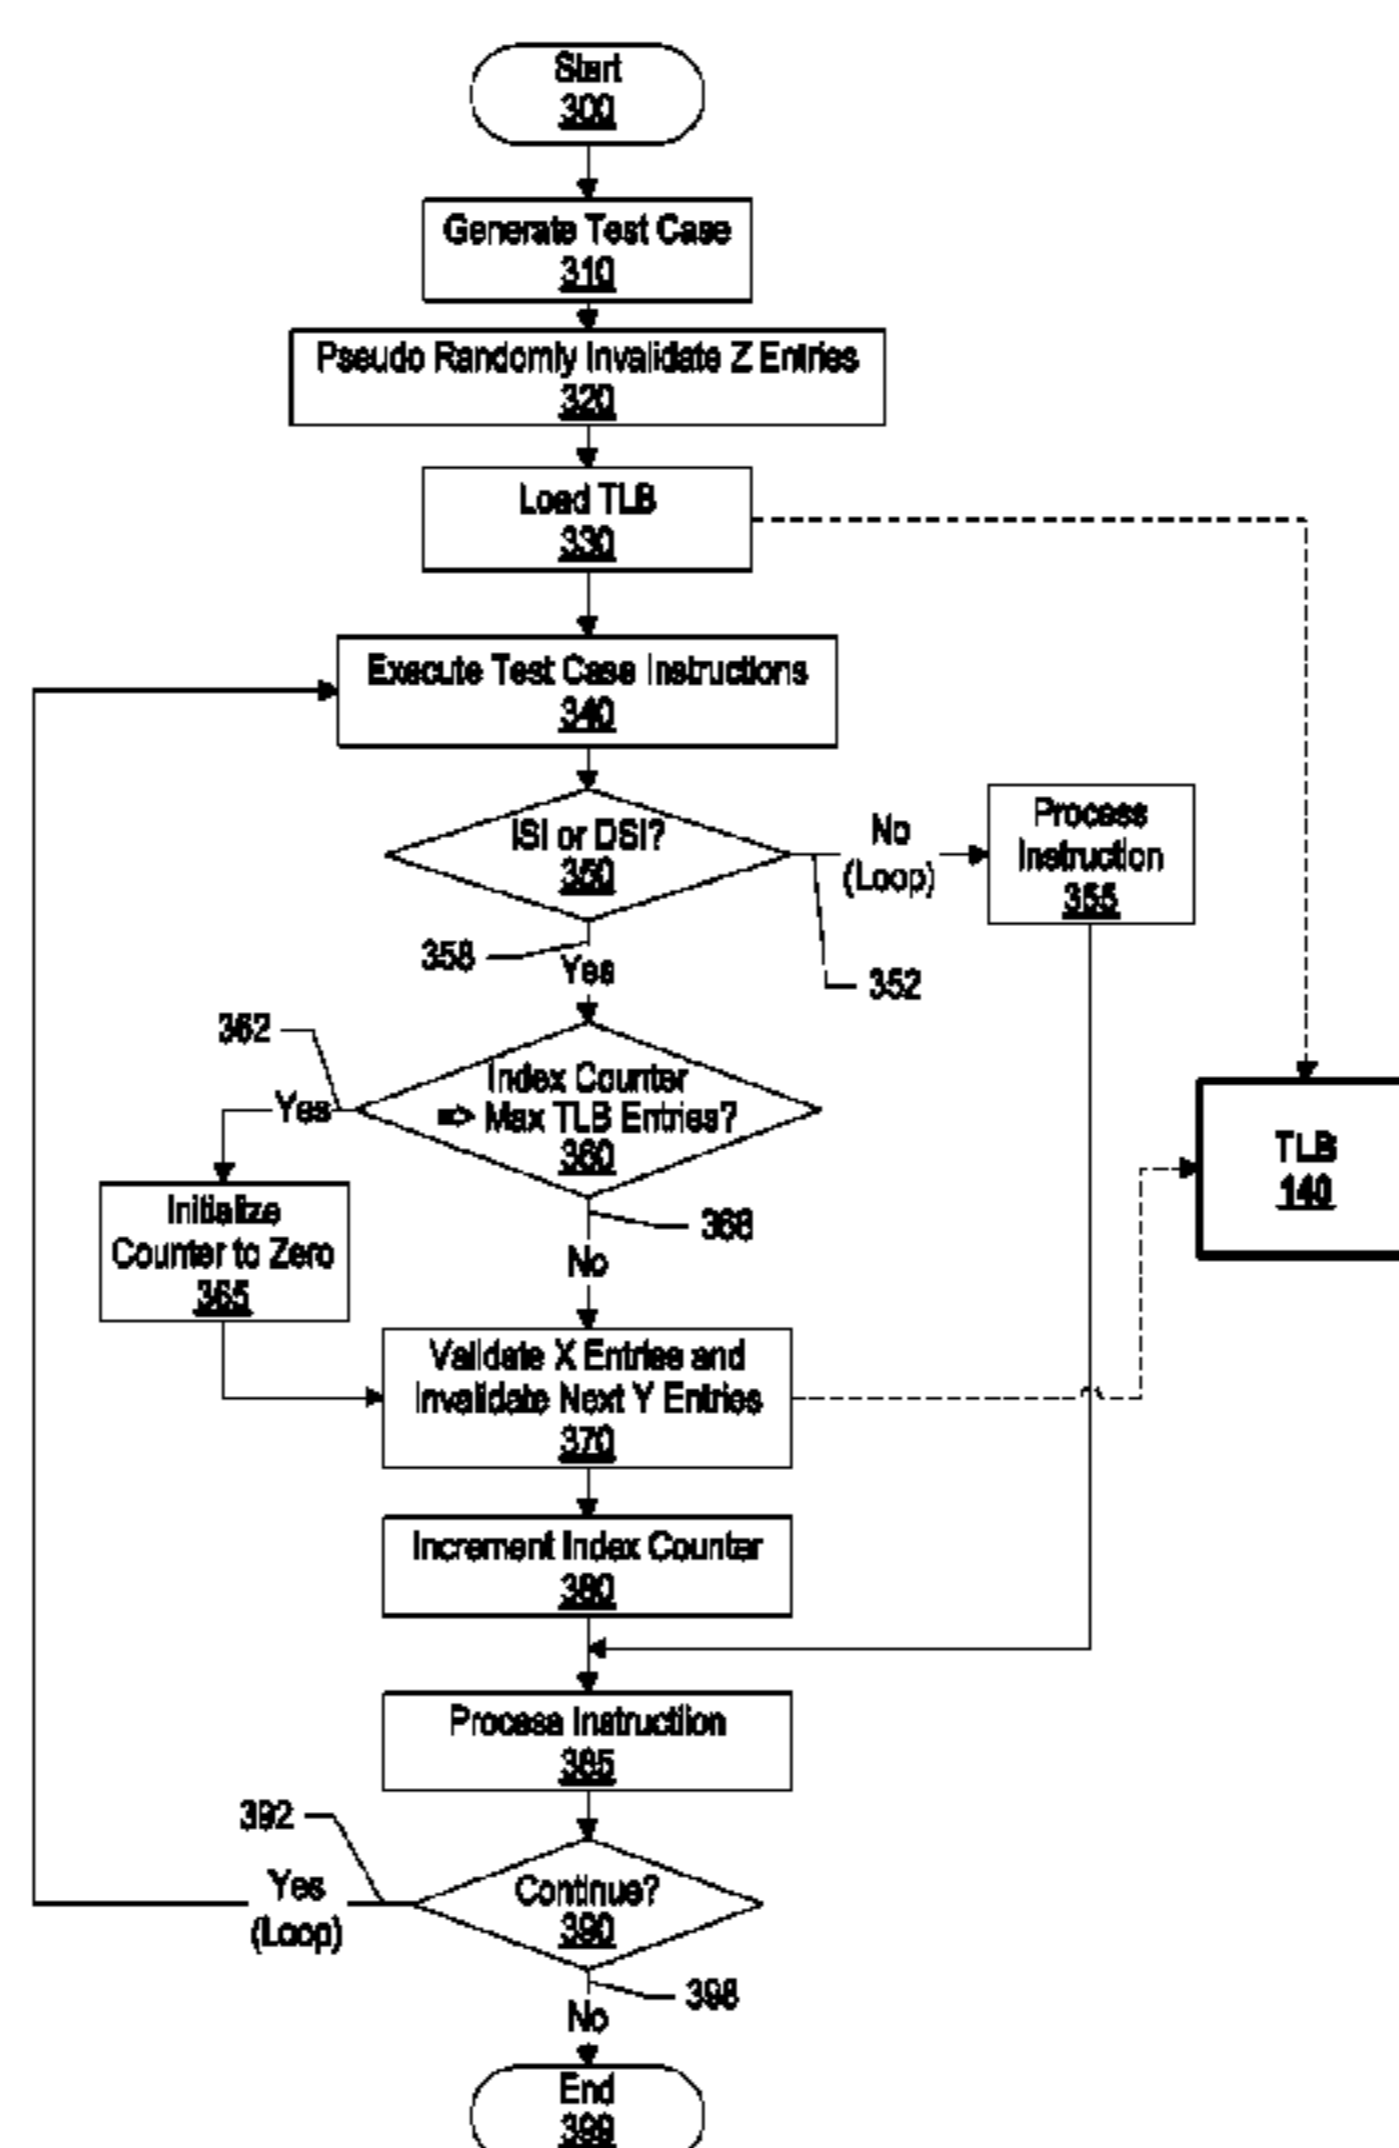 Start
300
Generate Test Case
310
Pseudo Randomly Invalidate Z Entries
320
Load TLB
330
Execute Test Case Instructions
340
ISI or DSI?
350
No
(Loop)
Process
Instruction
355
358
Yes
352
362
Index Counter
=> Max TLB Entries?
360
Yes
TLB
140
Initialize
Counter to Zero
365
368
No
Validate X Entries and
Invalidate Next Y Entries
370
Increment Index Counter
380
Process Instructiion
385
392
Continue?
390
Yes
(Loop)
398
No
End
399